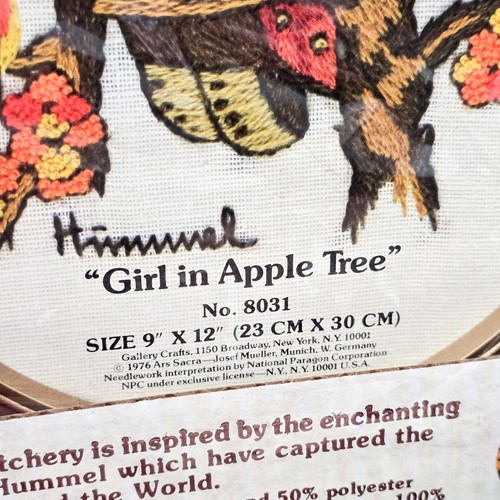 Hummel
"Girl in Apple Tree"
No. 8031
SIZE 9" X 12" (23 CM X 30 CM)
Gallery Crafts, 1150 Broadway, New York, N.Y. 10001
© 1976 Ars Sacra—Josef Mueller, Munich, W. Germany
Needlework interpretation by National Paragon Corporation
NPC under exclusive license—N.Y., N.Y. 10001 U.S.A.
tchery is inspired by the enchanting
Hummel which have captured the
the World.
50% polyester
100%